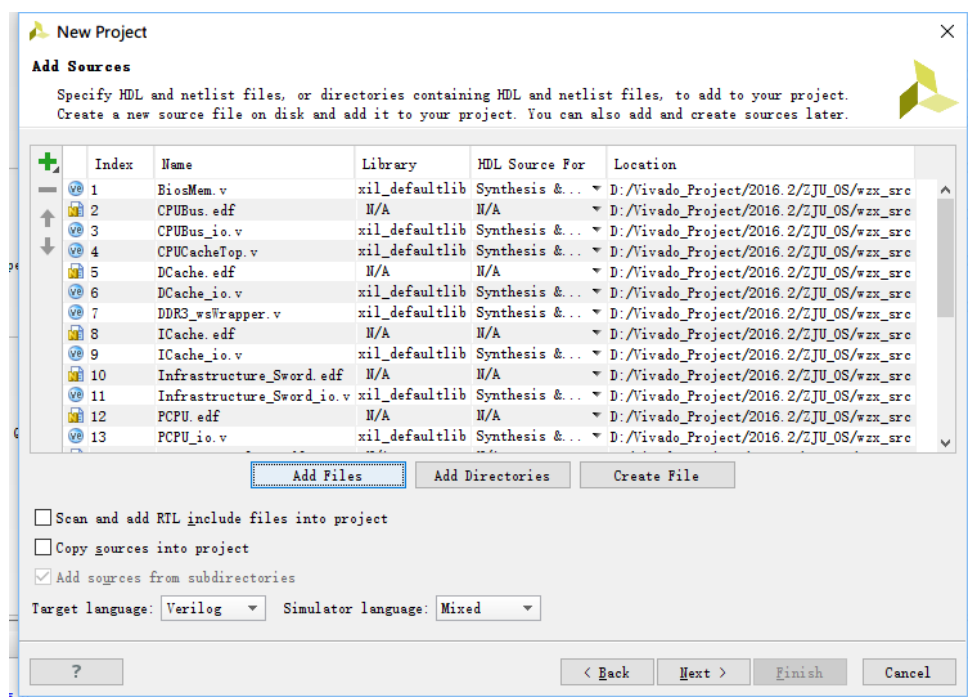 New Project
Add Sources
Specify HDL and netlist files, or directories containing HDL and netlist files, to add to your project.
Create a new source file on disk and add it to your project. You can also add and create sources later.
Index Name Library HDL Source For Location
1 BiosMem.v xil_defaultlib Synthesis &... D:/Vivado_Project/2016.2/ZJU_OS/wzx_src
2 CPUBus.edf N/A N/A D:/Vivado_Project/2016.2/ZJU_OS/wzx_src
3 CPUBus_io.v xil_defaultlib Synthesis &... D:/Vivado_Project/2016.2/ZJU_OS/wzx_src
4 CPUCacheTop.v xil_defaultlib Synthesis &... D:/Vivado_Project/2016.2/ZJU_OS/wzx_src
5 DCache.edf N/A N/A D:/Vivado_Project/2016.2/ZJU_OS/wzx_src
6 DCache_io.v xil_defaultlib Synthesis &... D:/Vivado_Project/2016.2/ZJU_OS/wzx_src
7 DDR3_wsWrapper.v xil_defaultlib Synthesis &... D:/Vivado_Project/2016.2/ZJU_OS/wzx_src
8 ICache.edf N/A N/A D:/Vivado_Project/2016.2/ZJU_OS/wzx_src
9 ICache_io.v xil_defaultlib Synthesis &... D:/Vivado_Project/2016.2/ZJU_OS/wzx_src
10 Infrastructure_Sword.edf N/A N/A D:/Vivado_Project/2016.2/ZJU_OS/wzx_src
11 Infrastructure_Sword_io.v xil_defaultlib Synthesis &... D:/Vivado_Project/2016.2/ZJU_OS/wzx_src
12 PCPU.edf N/A N/A D:/Vivado_Project/2016.2/ZJU_OS/wzx_src
13 PCPU_io.v xil_defaultlib Synthesis &... D:/Vivado_Project/2016.2/ZJU_OS/wzx_src
Add Files Add Directories Create File
Scan and add RTL include files into project
Copy sources into project
Add sources from subdirectories
Target language: Verilog Simulator language: Mixed
? < Back Next > Finish Cancel